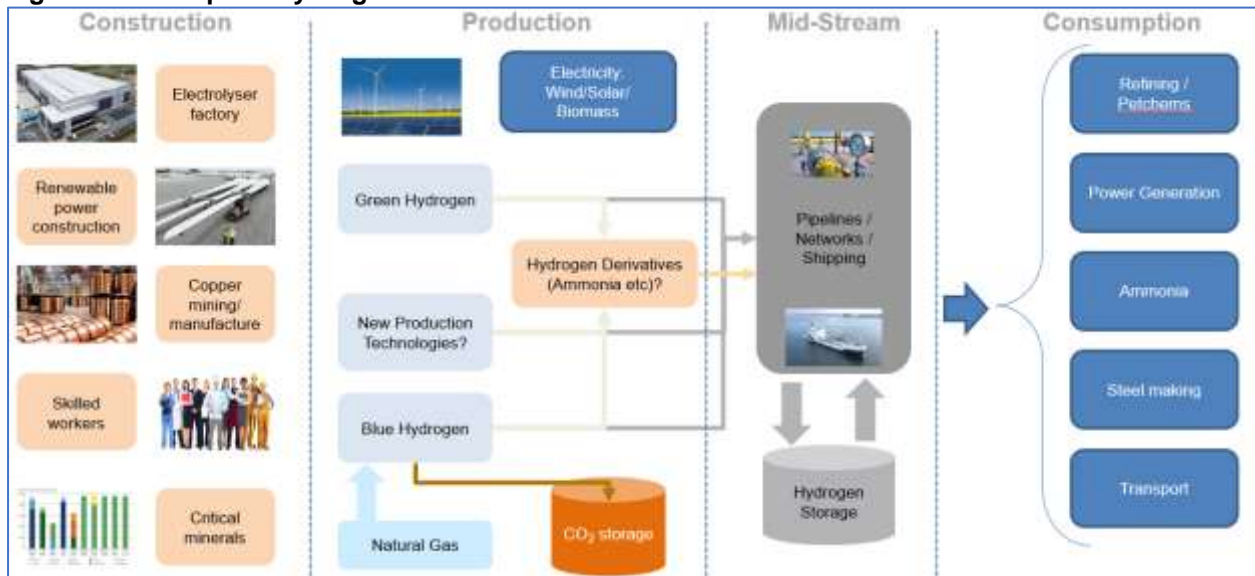 Construction
Production
Mid-Stream
Consumption
Electrolyser
factory
Renewable
power
construction
Copper
mining/
manufacture
Skilled
workers
Critical
minerals
Electricity:
Wind/Solar/
Biomass
Green Hydrogen
Hydrogen Derivatives
(Ammonia etc)?
New Production
Technologies?
Blue Hydrogen
Natural Gas
CO₂ storage
Pipelines /
Networks /
Shipping
Hydrogen
Storage
Refining /
Petchems
Power Generation
Ammonia
Steel making
Transport